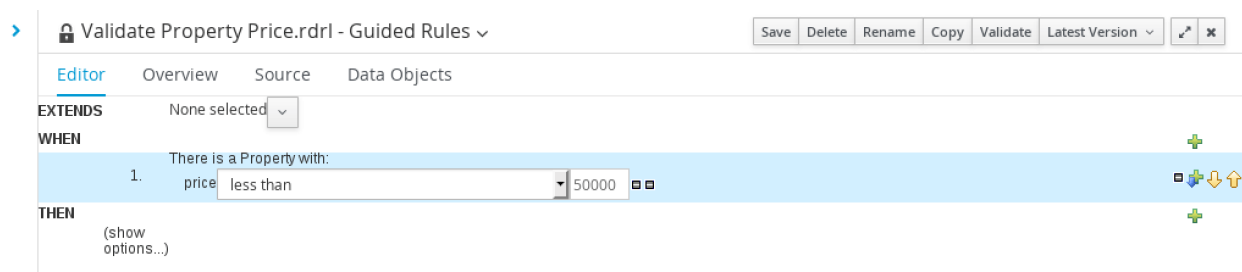 Validate Property Price.rdrl - Guided Rules
Save Delete Rename Copy Validate Latest Version
Editor Overview Source Data Objects
EXTENDS None selected
WHEN
There is a Property with:
1.
price less than 50000
THEN
(show
options...)